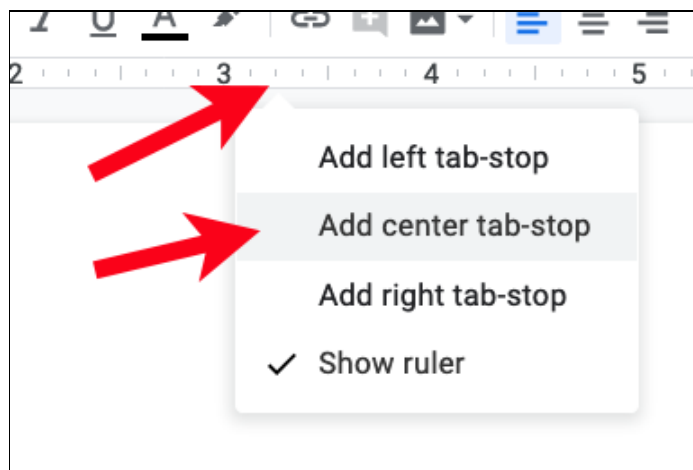 I U A
2 3 4 5
Add left tab-stop
Add center tab-stop
Add right tab-stop
Show ruler